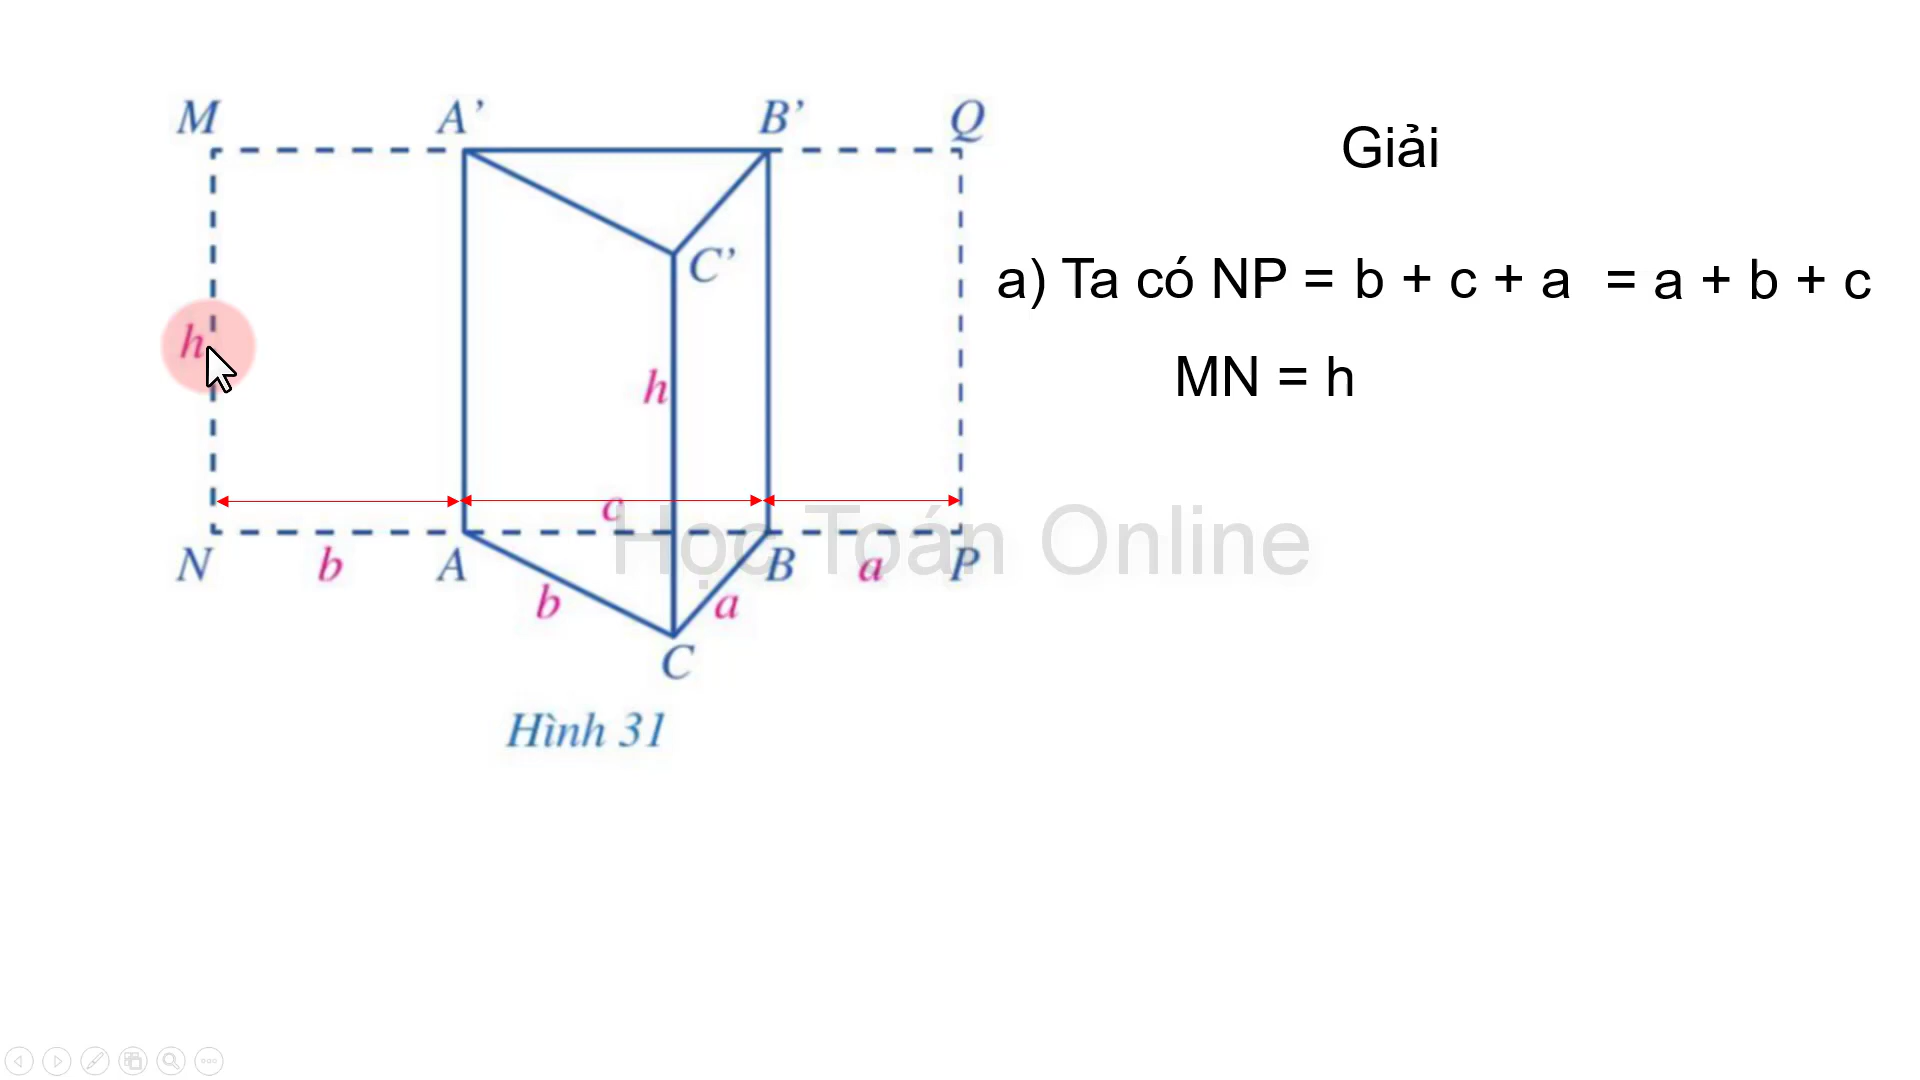 M A’ B’ Q
Giải
C’
a) Ta có NP = b + c + a = a + b + c
h
MN = h
h
c
Học Toán Online
N b A B a P
b a
C
Hình 31